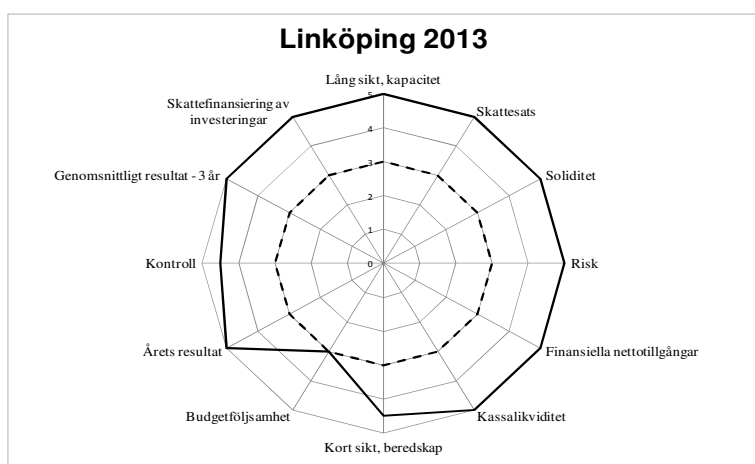 Linköping 2013
Lång sikt, kapacitet
Skattesats
Soliditet
Risk
Finansiella nettotillgångar
Kassalikviditet
Kort sikt, beredskap
Budgetföljsamhet
Årets resultat
Kontroll
Genomsnittligt resultat - 3 år
Skattefinansiering av
investeringar
5
4
3
2
1
0